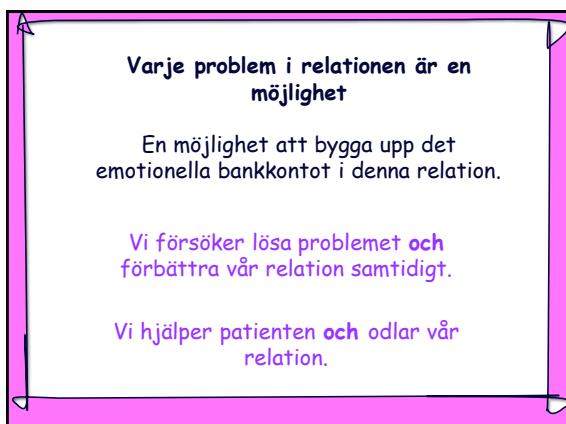 Varje problem i relationen är en
möjlighet
En möjlighet att bygga upp det
emotionella bankkontot i denna relation.
Vi försöker lösa problemet och
förbättra vår relation samtidigt.
Vi hjälper patienten och odlar vår
relation.